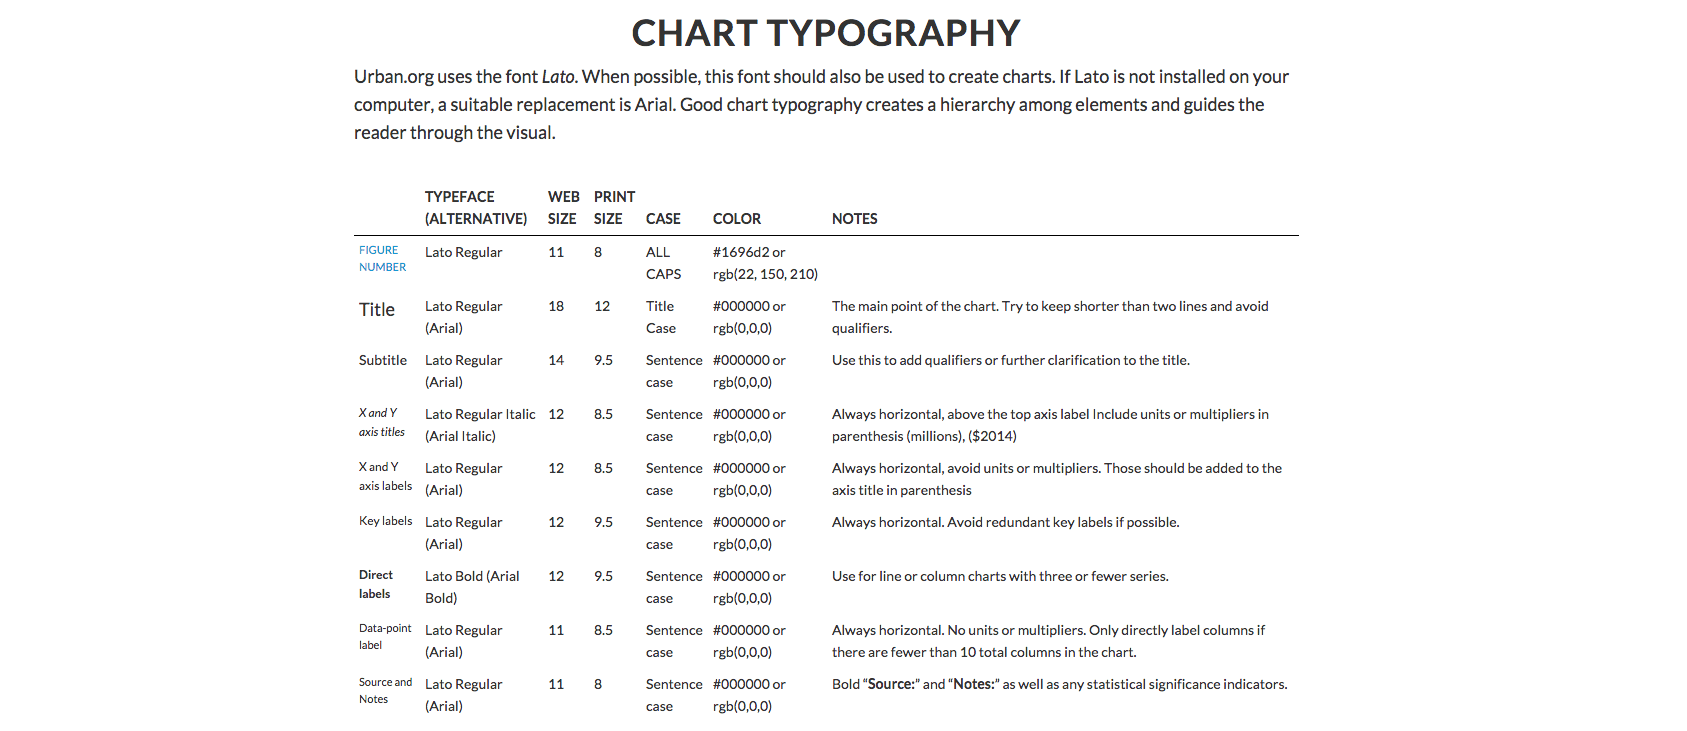 CHART TYPOGRAPHY
Urban.org uses the font Lato. When possible, this font should also be used to create charts. If Lato is not installed on your
computer, a suitable replacement is Arial. Good chart typography creates a hierarchy among elements and guides the
reader through the visual.
TYPEFACE (ALTERNATIVE) WEB SIZE PRINT SIZE CASE COLOR NOTES
FIGURE NUMBER Lato Regular 11 8 ALL CAPS #1696d2 or rgb(22, 150, 210)
Title Lato Regular (Arial) 18 12 Title Case #000000 or rgb(0,0,0) The main point of the chart. Try to keep shorter than two lines and avoid qualifiers.
Subtitle Lato Regular (Arial) 14 9.5 Sentence case #000000 or rgb(0,0,0) Use this to add qualifiers or further clarification to the title.
X and Y axis titles Lato Regular Italic (Arial Italic) 12 8.5 Sentence case #000000 or rgb(0,0,0) Always horizontal, above the top axis label Include units or multipliers in parenthesis (millions), ($2014)
X and Y axis labels Lato Regular (Arial) 12 8.5 Sentence case #000000 or rgb(0,0,0) Always horizontal, avoid units or multipliers. Those should be added to the axis title in parenthesis
Key labels Lato Regular (Arial) 12 9.5 Sentence case #000000 or rgb(0,0,0) Always horizontal. Avoid redundant key labels if possible.
Direct labels Lato Bold (Arial Bold) 12 9.5 Sentence case #000000 or rgb(0,0,0) Use for line or column charts with three or fewer series.
Data-point label Lato Regular (Arial) 11 8.5 Sentence case #000000 or rgb(0,0,0) Always horizontal. No units or multipliers. Only directly label columns if there are fewer than 10 total columns in the chart.
Source and Notes Lato Regular (Arial) 11 8 Sentence case #000000 or rgb(0,0,0) Bold “Source:” and “Notes:” as well as any statistical significance indicators.